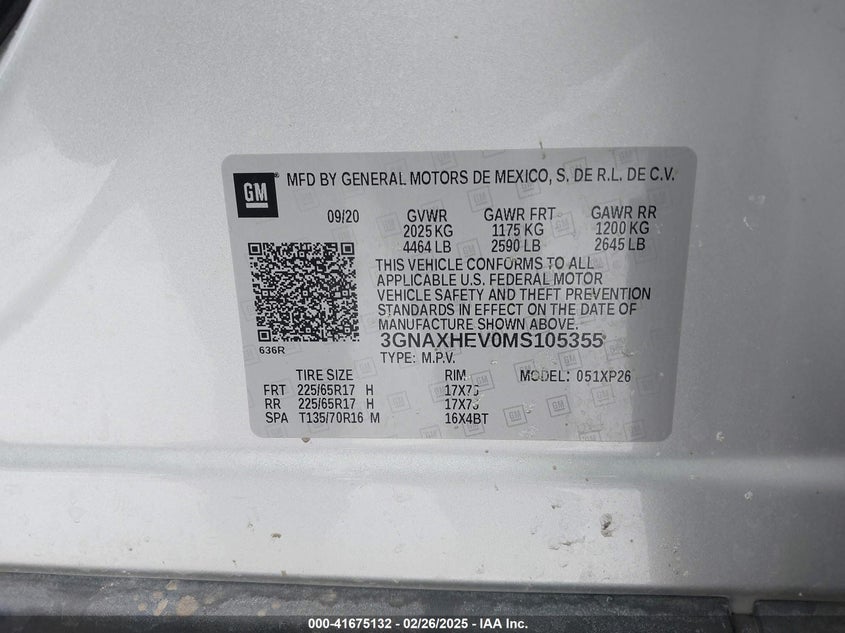 GM
MFD BY GENERAL MOTORS DE MEXICO, S. DE R.L. DE C.V.
09/20 GVWR GAWR FRT GAWR RR
2025 KG 1175 KG 1200 KG
4464 LB 2590 LB 2645 LB
THIS VEHICLE CONFORMS TO ALL
APPLICABLE U.S. FEDERAL MOTOR
VEHICLE SAFETY AND THEFT PREVENTION
STANDARDS IN EFFECT ON THE DATE OF
MANUFACTURE SHOWN ABOVE.
3GNAXHEV0MS105355
636R
TYPE: M.P.V.
TIRE SIZE RIM MODEL: 051XP26
FRT 225/65R17 H 17X7J
RR 225/65R17 H 17X7J
SPA T135/70R16 M 16X4BT
000-41675132 - 02/26/2025 - IAA Inc.